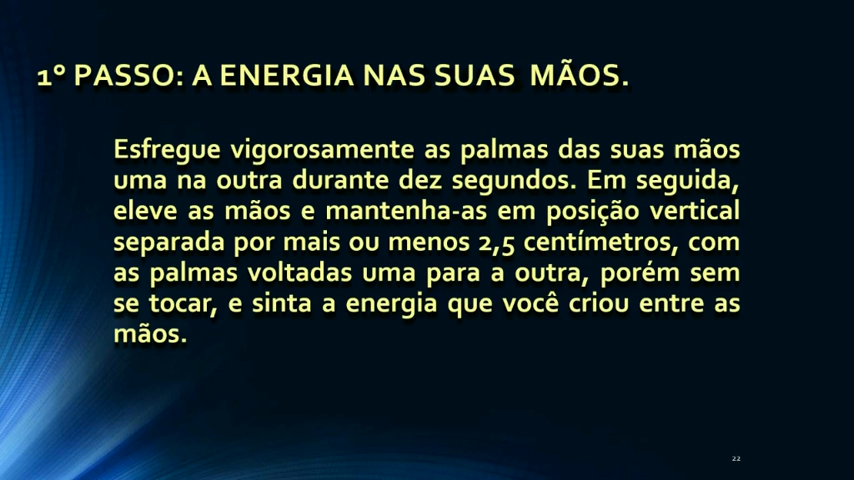 1° PASSO: A ENERGIA NAS SUAS MÃOS.
Esfregue vigorosamente as palmas das suas mãos
uma na outra durante dez segundos. Em seguida,
eleve as mãos e mantenha-as em posição vertical
separada por mais ou menos 2,5 centímetros, com
as palmas voltadas uma para a outra, porém sem
se tocar, e sinta a energia que você criou entre as
mãos.
22